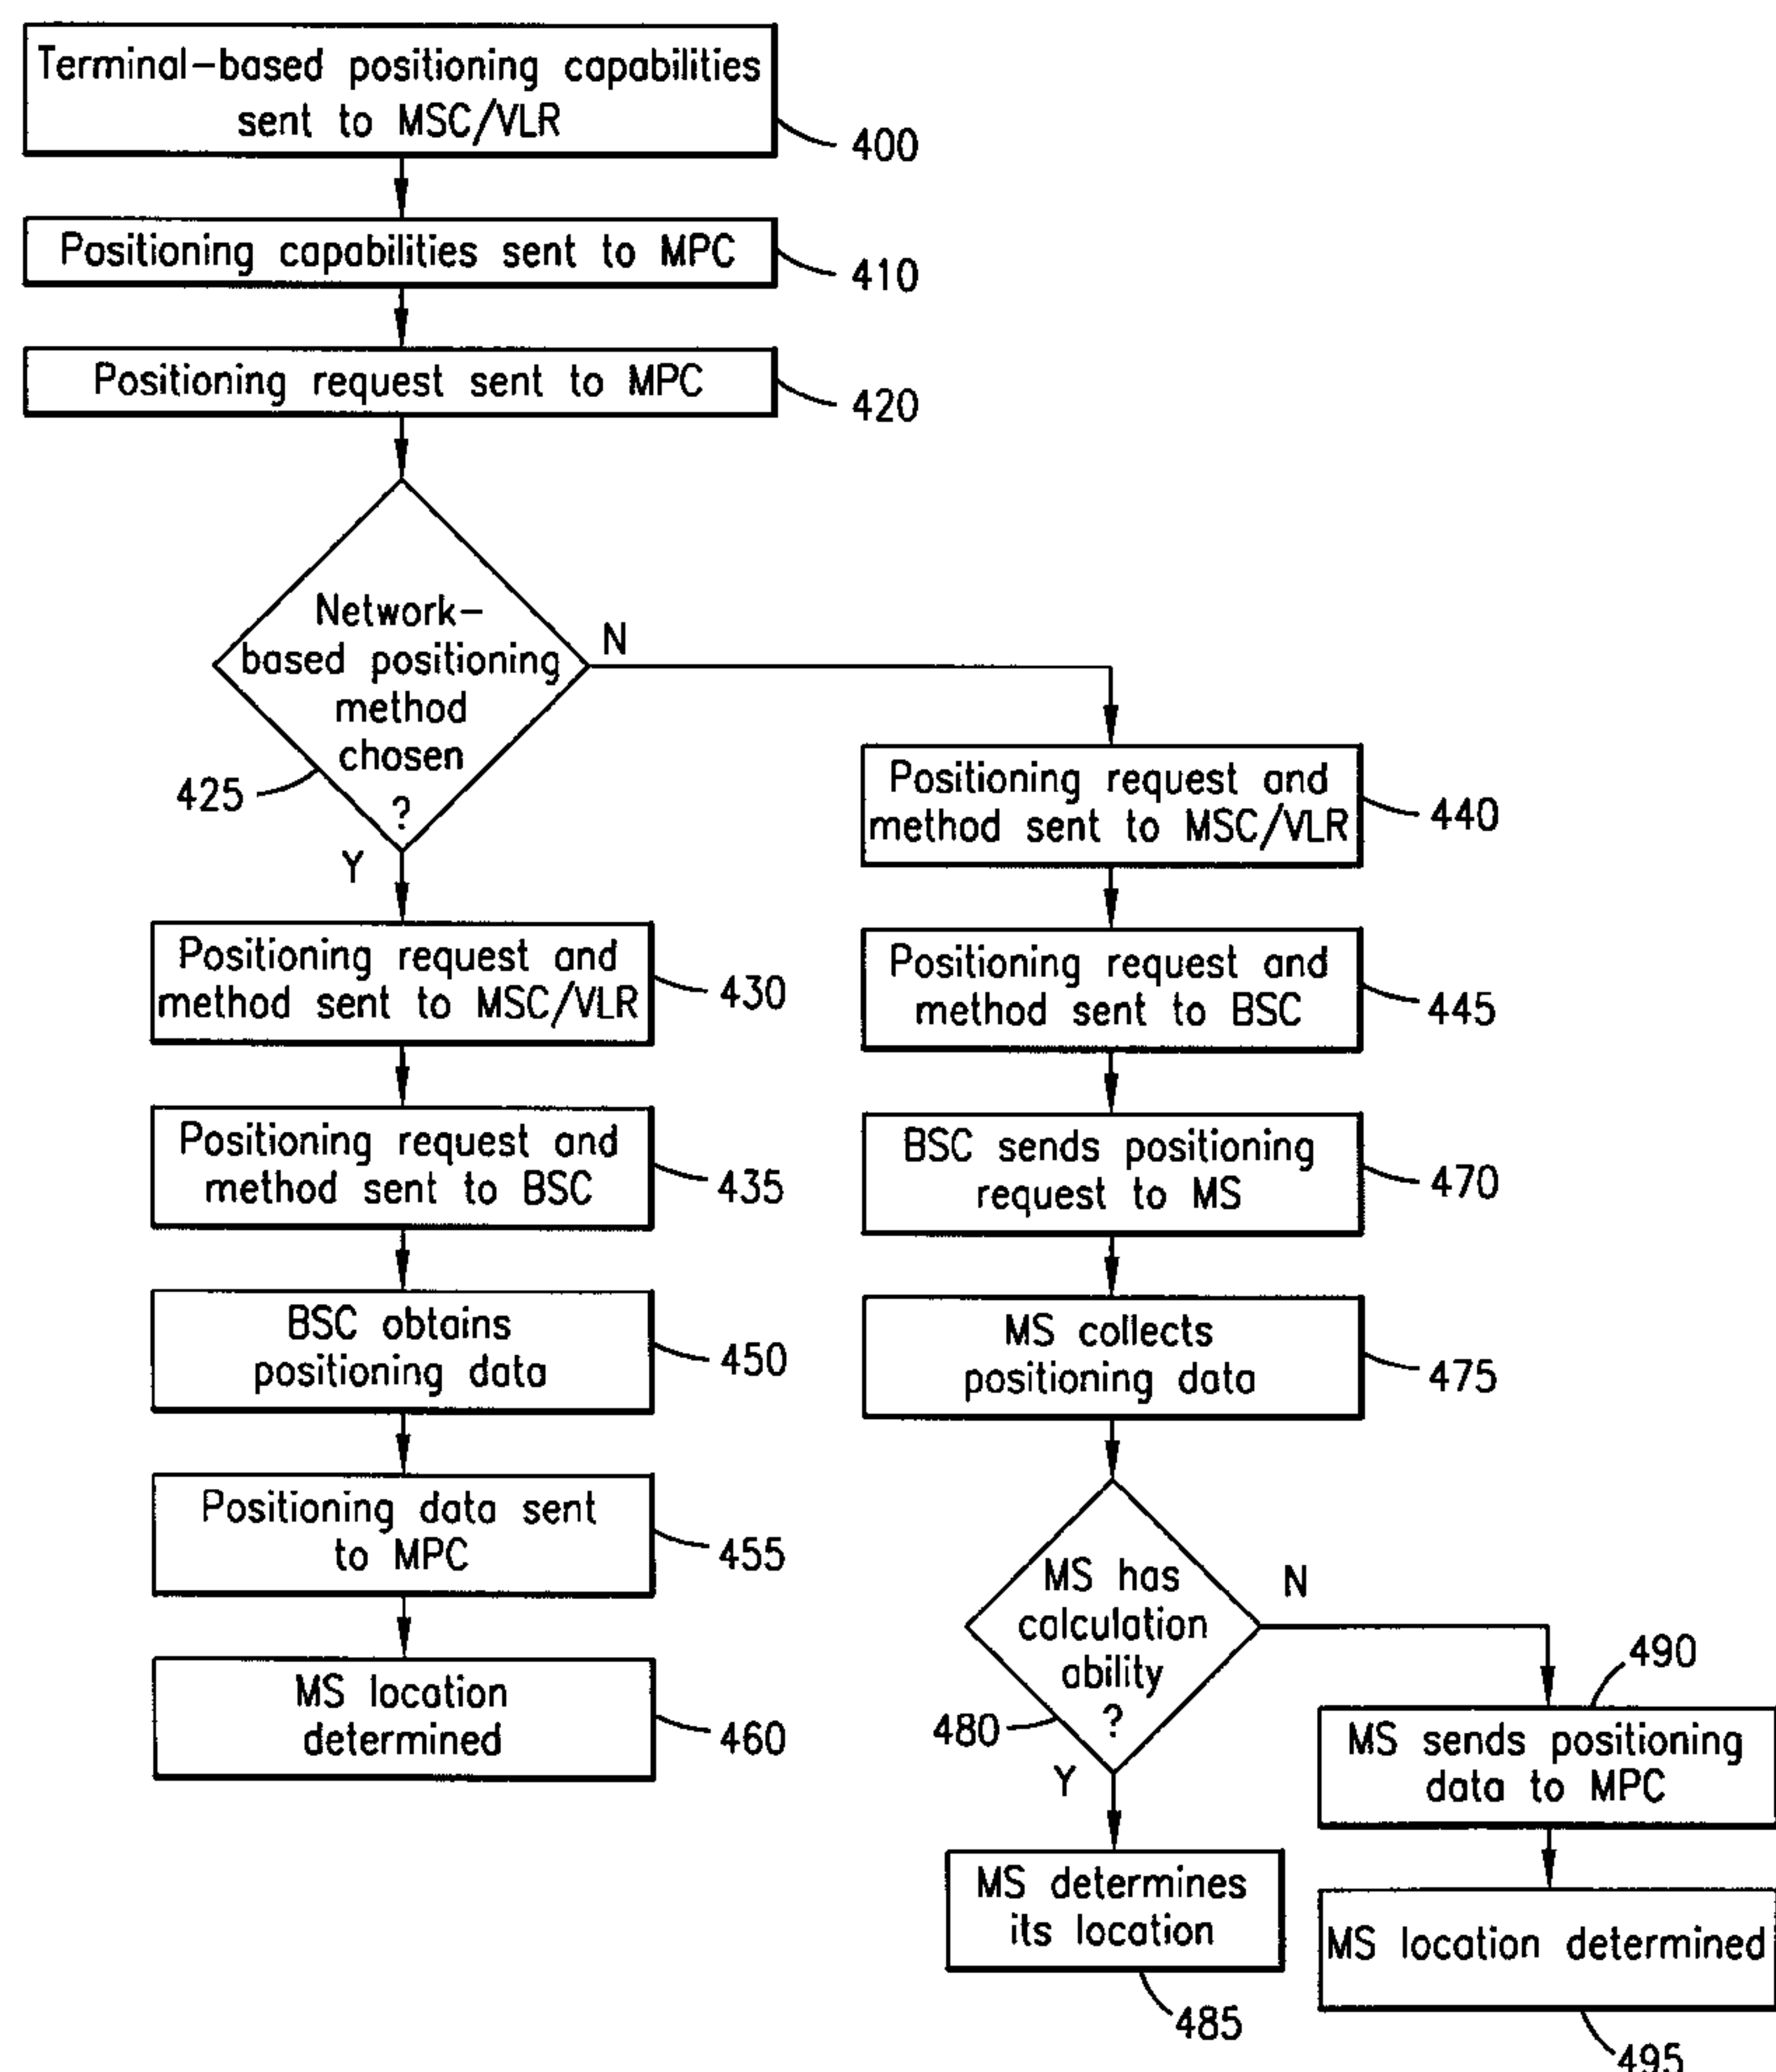 Terminal-based positioning capabilities
sent to MSC/VLR
400
Positioning capabilities sent to MPC
410
Positioning request sent to MPC
420
Network-
based positioning
method
chosen
?
425
N
Y
Positioning request and
method sent to MSC/VLR
430
Positioning request and
method sent to BSC
435
BSC obtains
positioning data
450
Positioning data sent
to MPC
455
MS location
determined
460
Positioning request and
method sent to MSC/VLR
440
Positioning request and
method sent to BSC
445
BSC sends positioning
request to MS
470
MS collects
positioning data
475
MS has
calculation
ability
?
480
N
Y
MS determines
its location
485
490
MS sends positioning
data to MPC
MS location determined
495